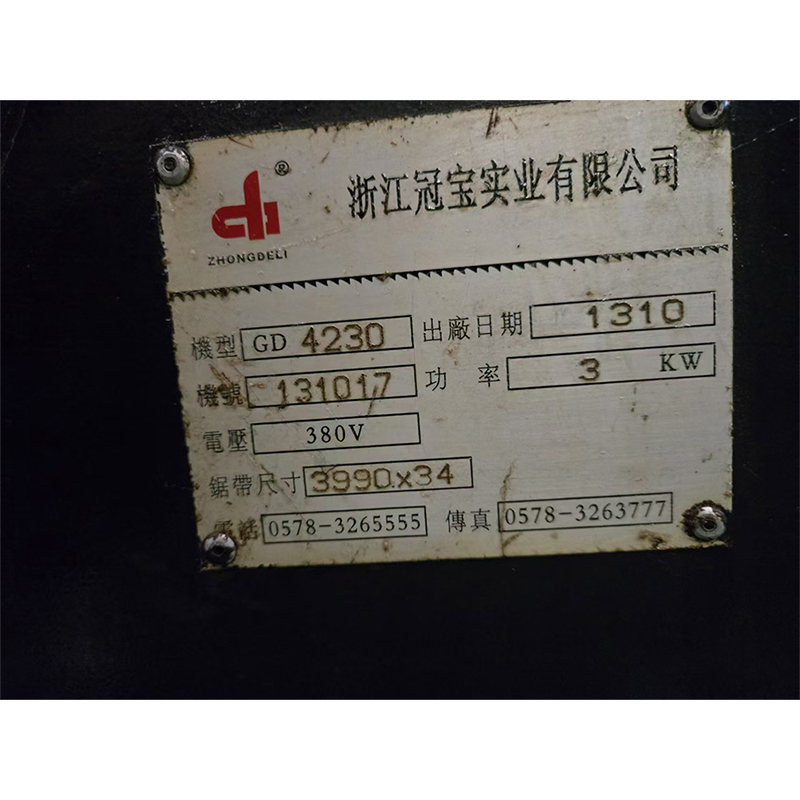 ®
ZHONGDELI
浙江冠宝实业有限公司
機型 GD 4230 出廠日期 1310
機號 131017 功 率 3 KW
電壓 380V
鋸帶尺寸 3990x34
電話 0578-3265555 傳真 0578-3263777